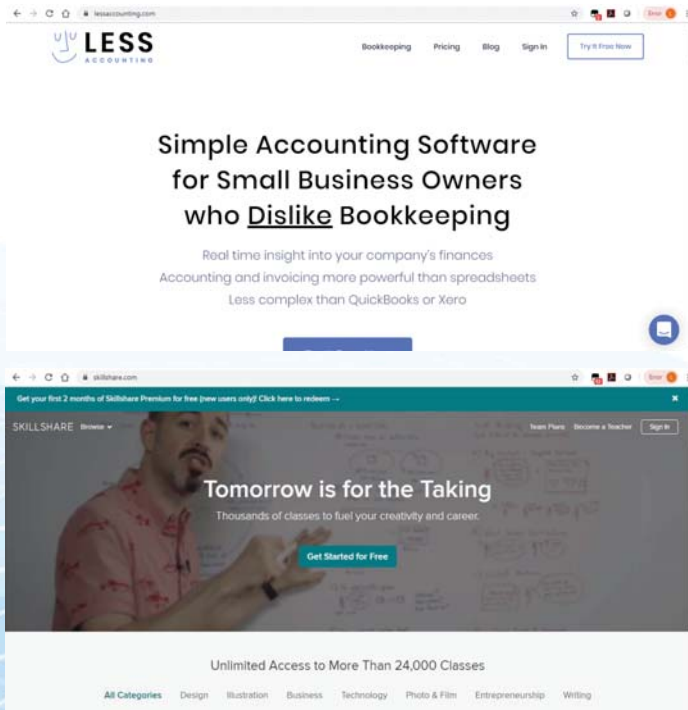 lessaccounting.com
LESS
ACCOUNTING
Bookkeeping Pricing Blog Sign In Try It Free Now
Simple Accounting Software
for Small Business Owners
who Dislike Bookkeeping
Real time insight into your company's finances
Accounting and invoicing more powerful than spreadsheets
Less complex than QuickBooks or Xero
skillshare.com
Get your first 2 months of Skillshare Premium for free (new users only)! Click here to redeem →
SKILLSHARE Browse Team Plans Become a Teacher Sign In
Tomorrow is for the Taking
Thousands of classes to fuel your creativity and career.
Get Started for Free
Unlimited Access to More Than 24,000 Classes
All Categories Design Illustration Business Technology Photo & Film Entrepreneurship Writing